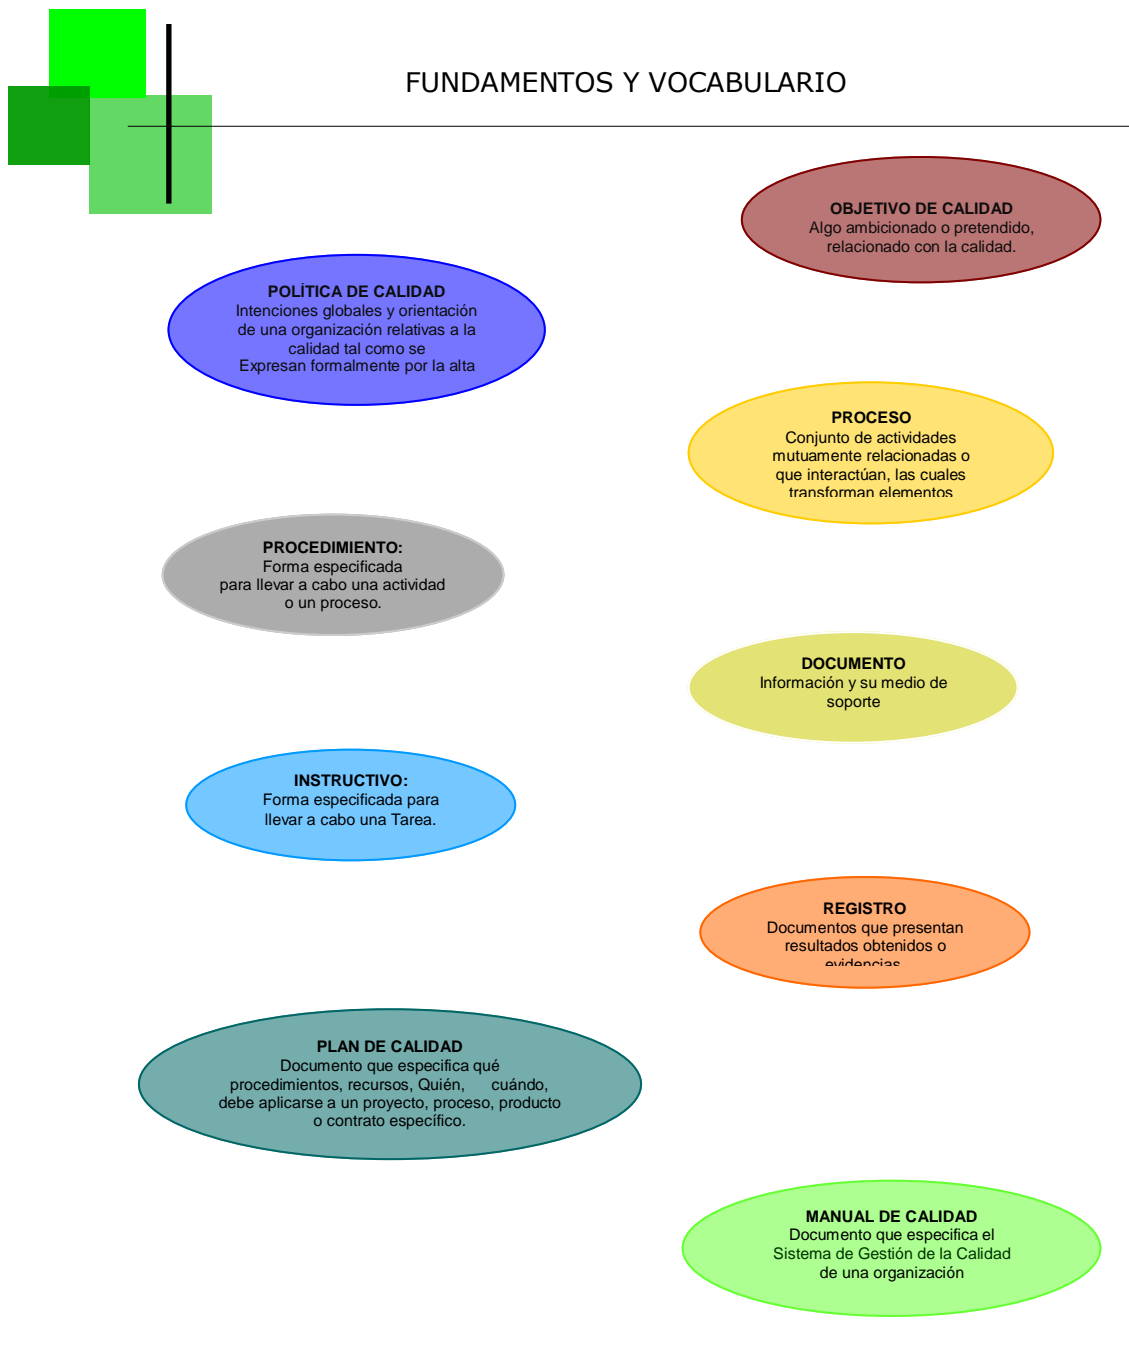 FUNDAMENTOS Y VOCABULARIO
OBJETIVO DE CALIDAD
Algo ambicionado o pretendido,
relacionado con la calidad.
POLÍTICA DE CALIDAD
Intenciones globales y orientación
de una organización relativas a la
calidad tal como se
Expresan formalmente por la alta
PROCESO
Conjunto de actividades
mutuamente relacionadas o
que interactúan, las cuales
transforman elementos
PROCEDIMIENTO:
Forma especificada
para llevar a cabo una actividad
o un proceso.
DOCUMENTO
Información y su medio de
soporte
INSTRUCTIVO:
Forma especificada para
llevar a cabo una Tarea.
REGISTRO
Documentos que presentan
resultados obtenidos o
evidencias
PLAN DE CALIDAD
Documento que especifica qué
procedimientos, recursos, Quién, cuándo,
debe aplicarse a un proyecto, proceso, producto
o contrato específico.
MANUAL DE CALIDAD
Documento que especifica el
Sistema de Gestión de la Calidad
de una organización